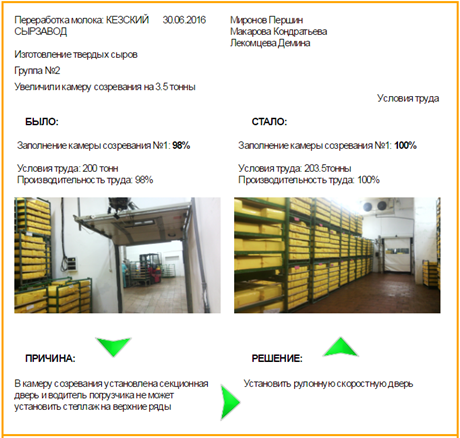 Переработка молока: КЕЗСКИЙ 30.06.2016 Миронов Першин
СЫРЗАВОД Макарова Кондратьева
Лекомцева Демина
Изготовление твердых сыров
Группа №2
Увеличили камеру созревания на 3.5 тонны
Условия труда
БЫЛО: СТАЛО:
Заполнение камеры созревания №1: 98% Заполнение камеры созревания №1: 100%
Условия труда: 200 тонн Условия труда: 203.5тонны
Производительность труда: 98% Производительность труда: 100%
ПРИЧИНА: РЕШЕНИЕ:
В камеру созревания установлена секционная Установить рулонную скоростную дверь
дверь и водитель погрузчика не может
установить стеллаж на верхние ряды